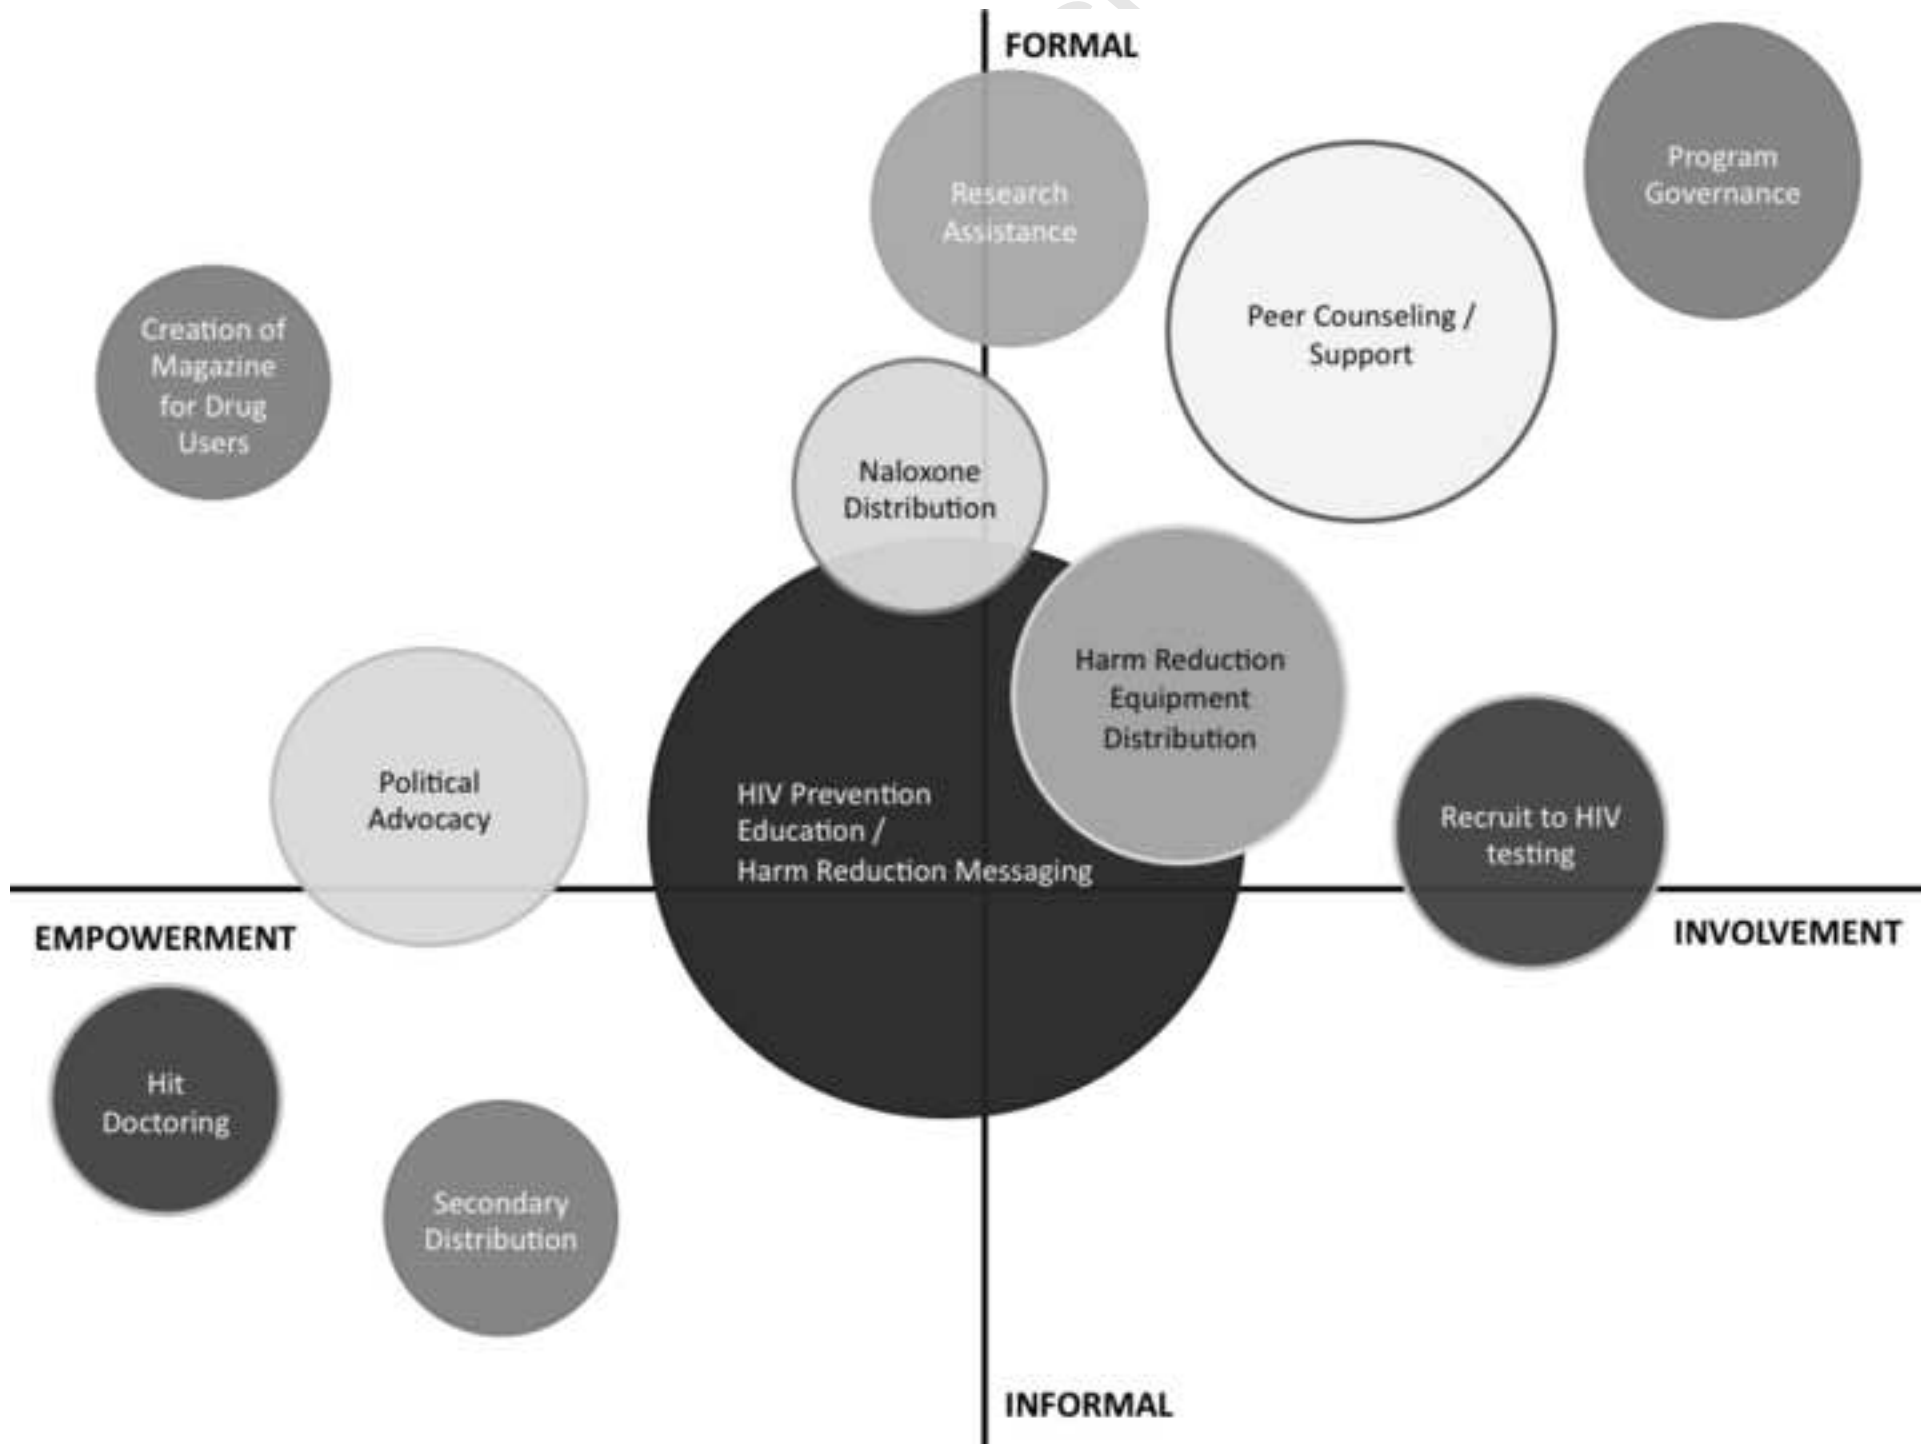 FORMAL
Program
Governance
Research
Assistance
Peer Counseling /
Support
Creation of
Magazine
for Drug
Users
Naloxone
Distribution
Harm Reduction
Equipment
Distribution
Political
Advocacy
HIV Prevention
Education /
Harm Reduction Messaging
Recruit to HIV
testing
EMPOWERMENT
INVOLVEMENT
Hit
Doctoring
Secondary
Distribution
INFORMAL